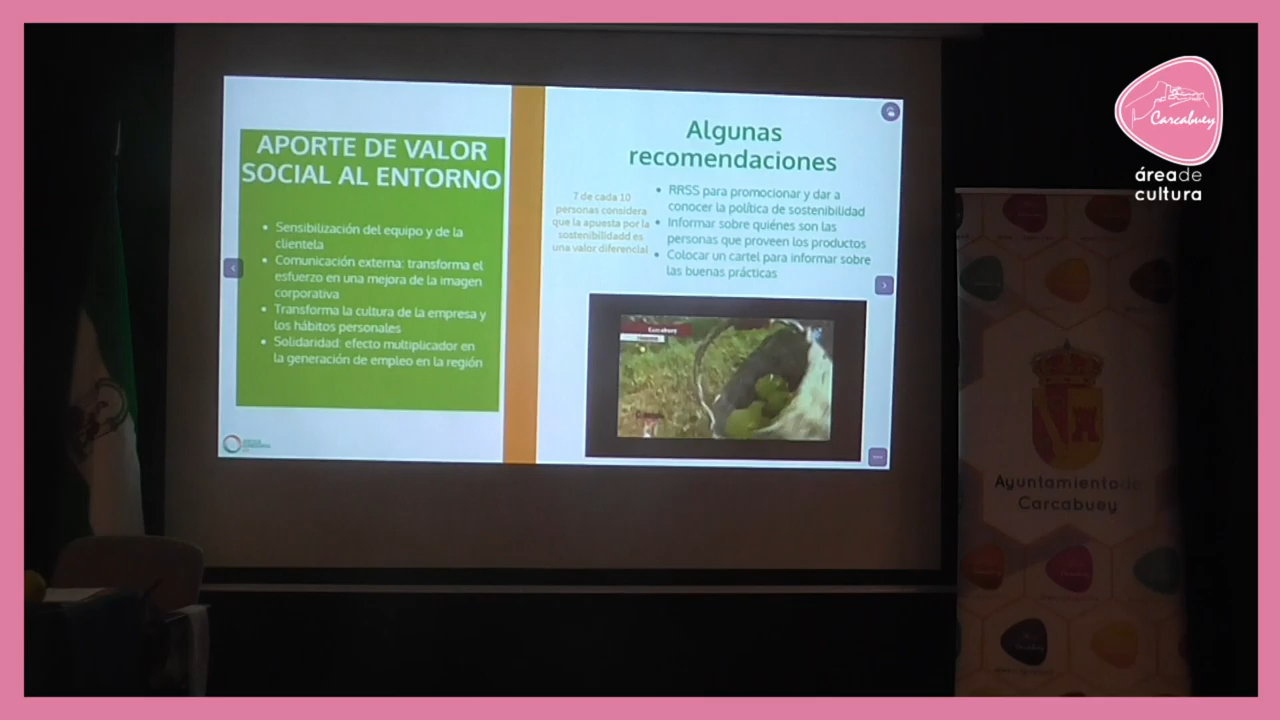 APORTE DE VALOR
SOCIAL AL ENTORNO
Sensibilización del equipo y de la
clientela
Comunicación externa: transforma el
esfuerzo en una mejora de la imagen
corporativa
Transforma la cultura de la empresa y
los hábitos personales
Solidaridad: efecto multiplicador en
la generación de empleo en la región
Algunas
recomendaciones
7 de cada 10
personas considera
que la apuesta por la
sostenibilidadd es
una valor diferencial
RRSS para promocionar y dar a
conocer la política de sostenibilidad
Informar sobre quiénes son las
personas que proveen los productos
Colocar un cartel para informar sobre
las buenas prácticas
Carcabuey
Carcabuey
área de
cultura
Ayuntamiento de
Carcabuey